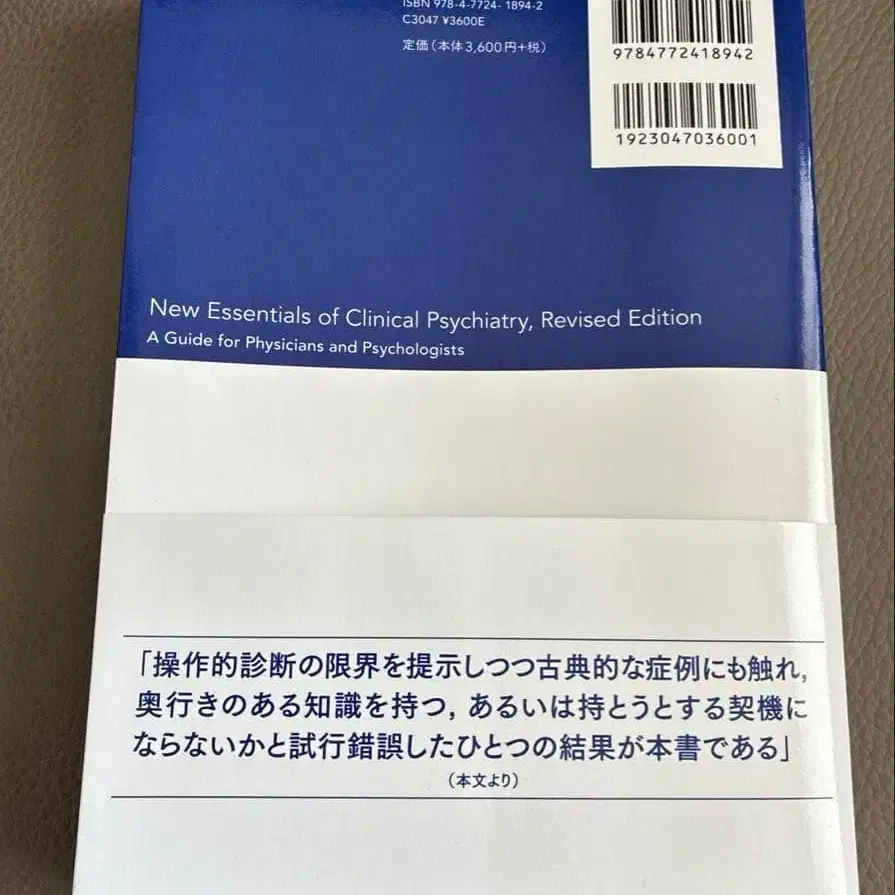 ISBN 978-4-7724- 1894-2
C3047 ¥3600E
定価(本体3,600円+税)
9784772418942
1923047036001
New Essentials of Clinical Psychiatry, Revised Edition
A Guide for Physicians and Psychologists
「操作的診断の限界を提示しつつ古典的な症例にも触れ,
奥行きのある知識を持つ, あるいは持とうとする契機に
ならないかと試行錯誤したひとつの結果が本書である」
(本文より)